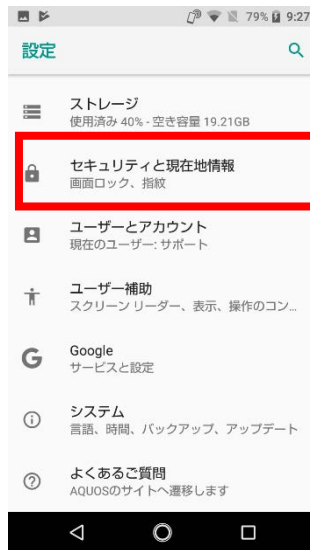 79% 9:27
設定
ストレージ
使用済み 40% - 空き容量 19.21GB
セキュリティと現在地情報
画面ロック、指紋
ユーザーとアカウント
現在のユーザー: サポート
ユーザー補助
スクリーン リーダー、表示、操作のコン...
Google
サービスと設定
システム
言語、時間、バックアップ、アップデート
よくあるご質問
AQUOSのサイトへ遷移します